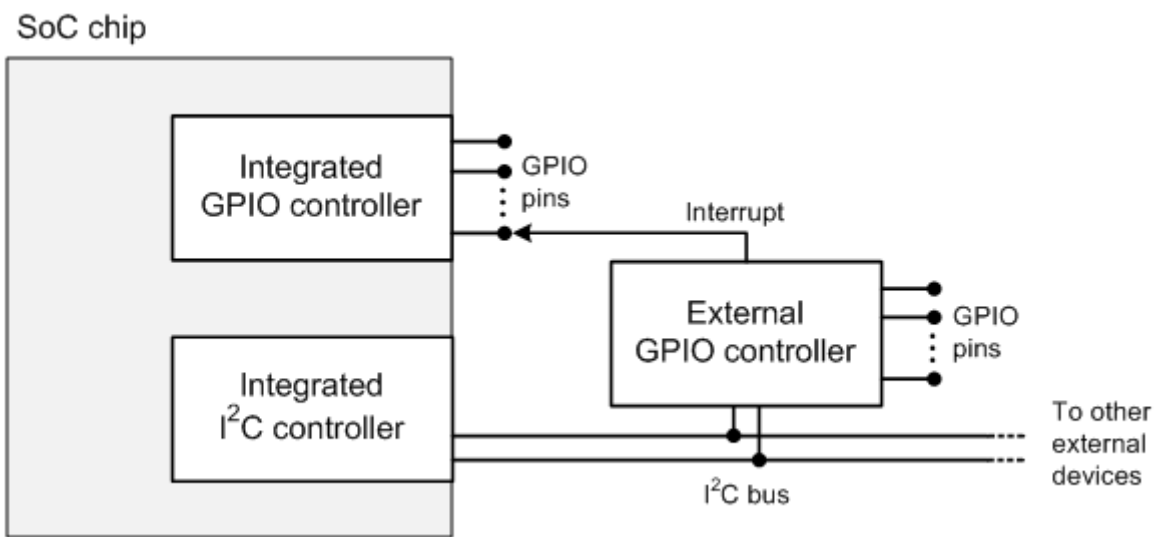 SoC chip
Integrated
GPIO controller
GPIO
pins
Interrupt
External
GPIO controller
GPIO
pins
Integrated
I²C controller
To other
external
devices
I²C bus